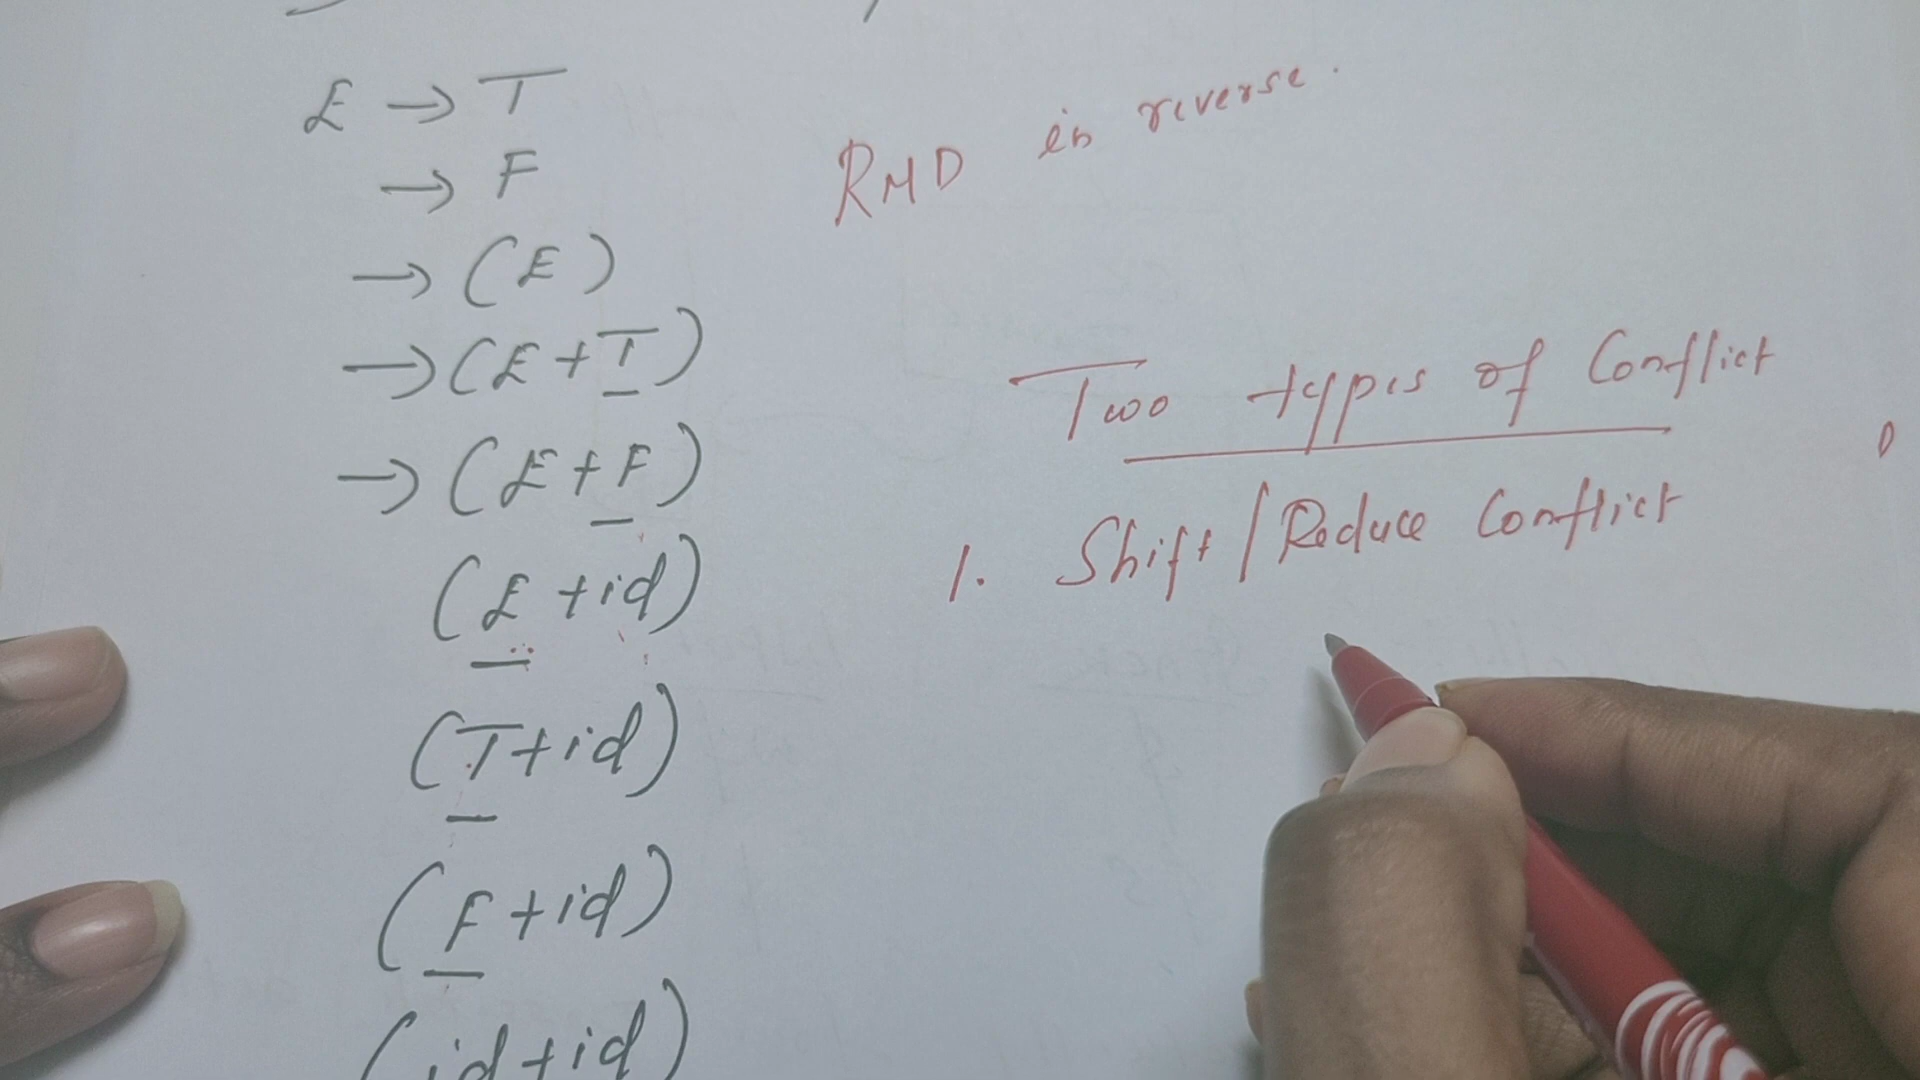 E → T
→ F
→ (E)
→ (E+T)
→ (E+F)
(E+id)
(T+id)
(F+id)
(id+id)
RMD in reverse.
Two types of Conflict
1. Shift/Reduce Conflict